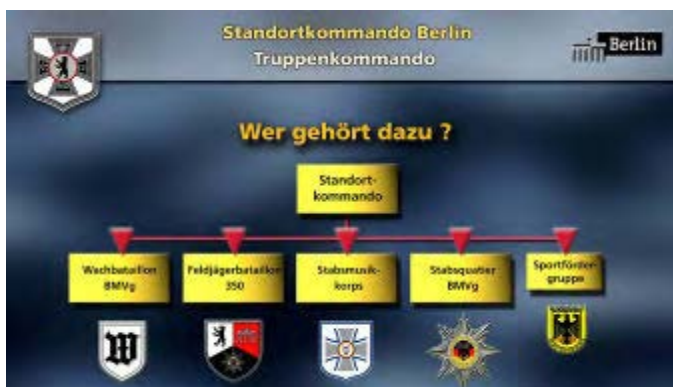 Standortkommando Berlin
Truppenkommando
Berlin
Wer gehört dazu ?
Standort-
kommando
Wachbataillon
BMVg
Feldjägerbataillon
350
Stabsmusik-
korps
Stabsquatier
BMVg
Sportförder-
gruppe
W